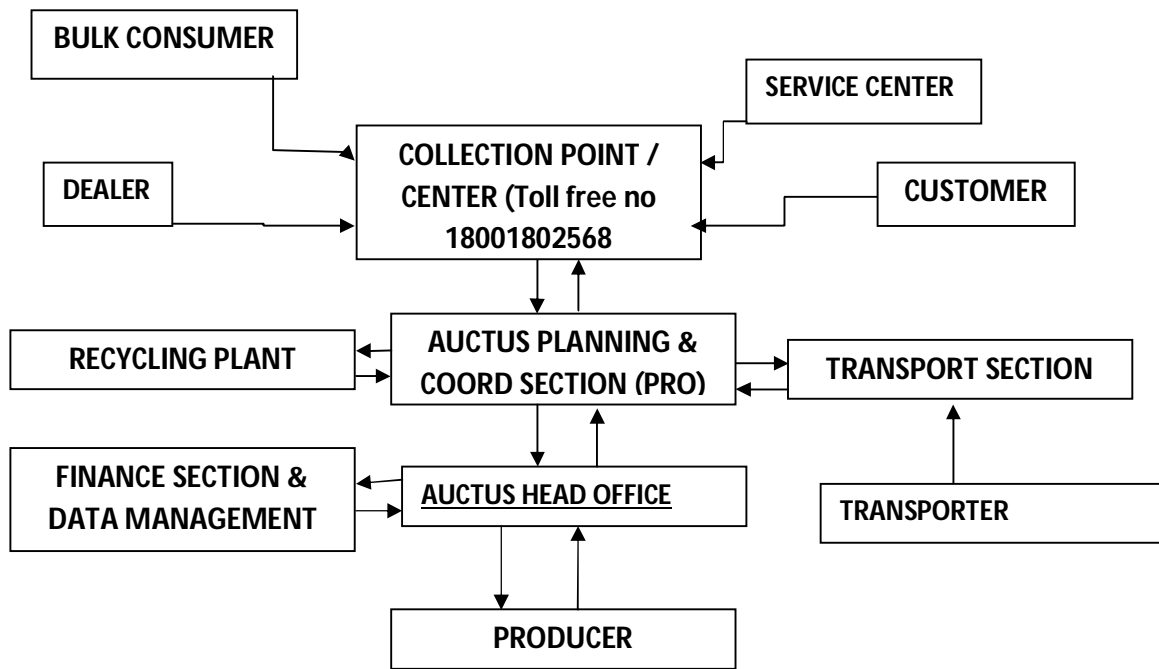 BULK CONSUMER
SERVICE CENTER
COLLECTION POINT /
CENTER (Toll free no
18001802568
DEALER
CUSTOMER
RECYCLING PLANT
AUCTUS PLANNING &
COORD SECTION (PRO)
TRANSPORT SECTION
FINANCE SECTION &
DATA MANAGEMENT
AUCTUS HEAD OFFICE
TRANSPORTER
PRODUCER